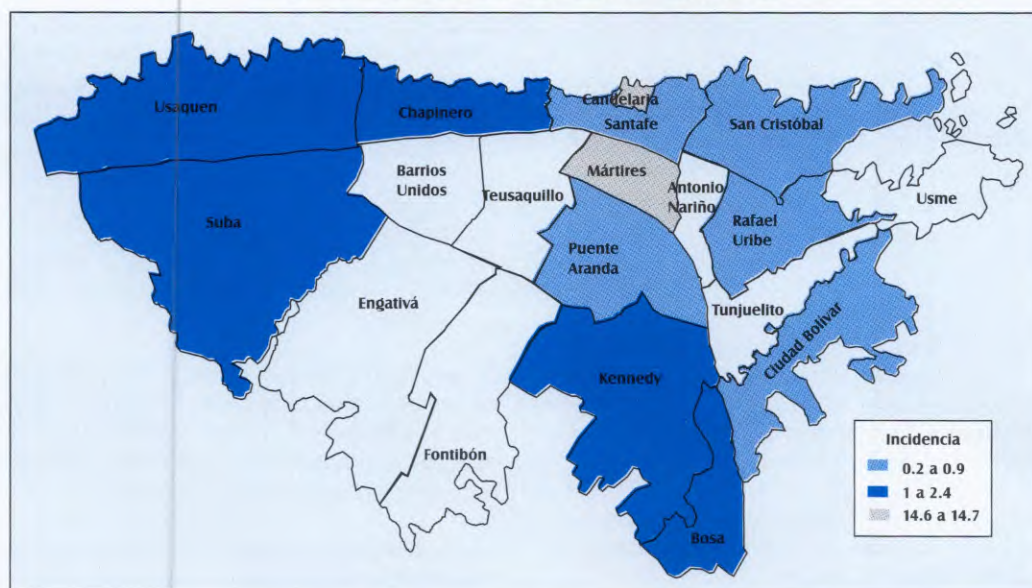 Usaquen
Chapinero
Candelaria
Santafe
San Cristóbal
Barrios
Unidos
Teusaquillo
Mártires
Antonio
Nariño
Usme
Suba
Rafael
Uribe
Puente
Aranda
Engativá
Tunjuelito
Ciudad Bolívar
Kennedy
Fontibón
Bosa
Incidencia
0.2 a 0.9
1 a 2.4
14.6 a 14.7